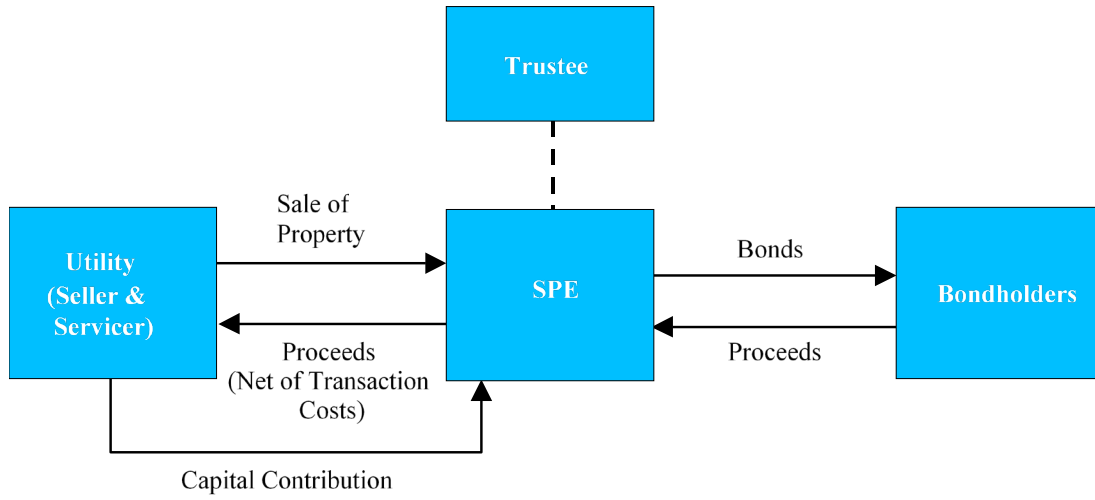 Trustee
Sale of
Property
Utility
(Seller &
Servicer)
SPE
Bonds
Bondholders
Proceeds
(Net of Transaction
Costs)
Proceeds
Capital Contribution